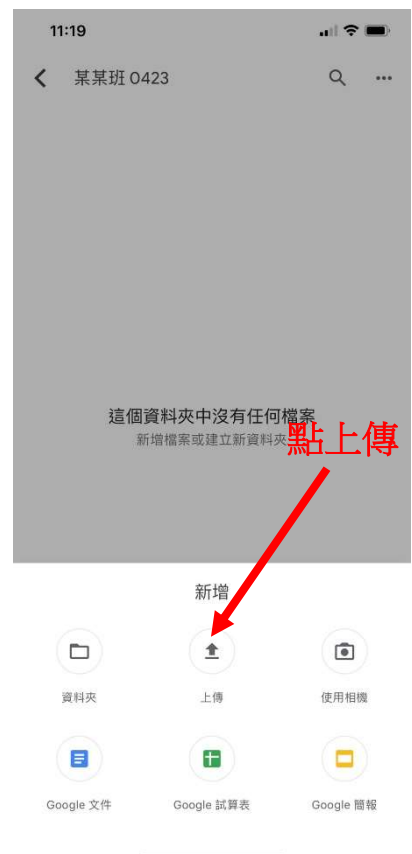 11:19
某某班 0423
這個資料夾中沒有任何檔案
新增檔案或建立新資料夾
點上傳
新增
資料夾
上傳
使用相機
Google 文件
Google 試算表
Google 簡報